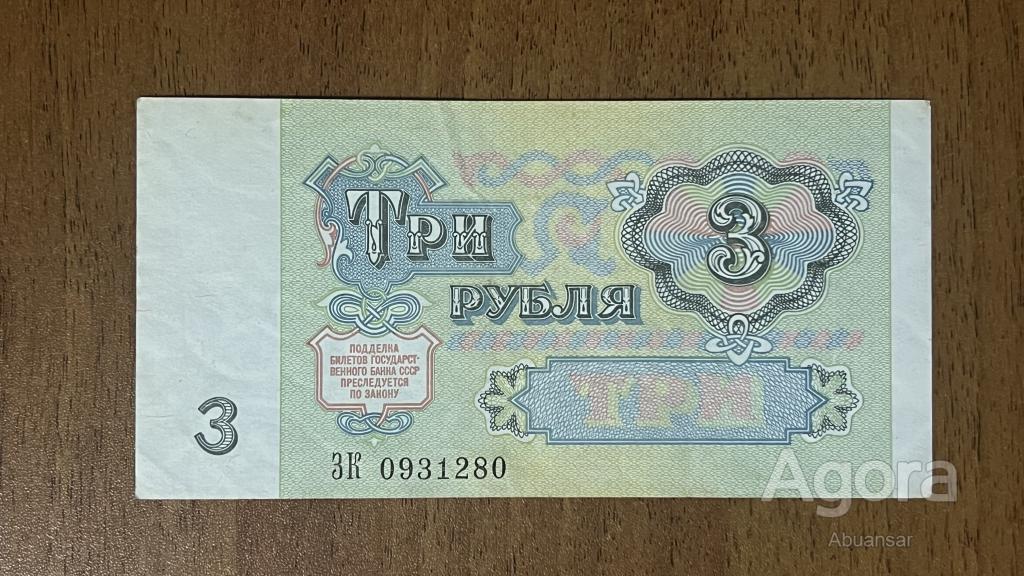 ТРИ
3
РУБЛЯ
ПОДДЕЛКА
БИЛЕТОВ ГОСУДАРСТ-
ВЕННОГО БАНКА СССР
ПРЕСЛЕДУЕТСЯ
ПО ЗАКОНУ
ТРИ
3
ЗК 0931280
Agora
Abuansar